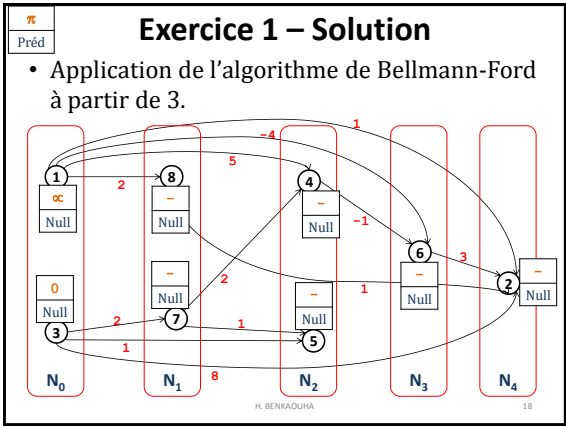 π
Préd
Exercice 1 – Solution
• Application de l'algorithme de Bellmann-Ford
à partir de 3.
1
-4
5
1
2
8
4
∝
Null
-
Null
-
Null
-1
6
3
2
-
Null
-
Null
0
Null
-
Null
2
-
Null
1
3
2
7
1
5
1
8
N0
N1
N2
N3
N4
H. BENKAOUHA
18